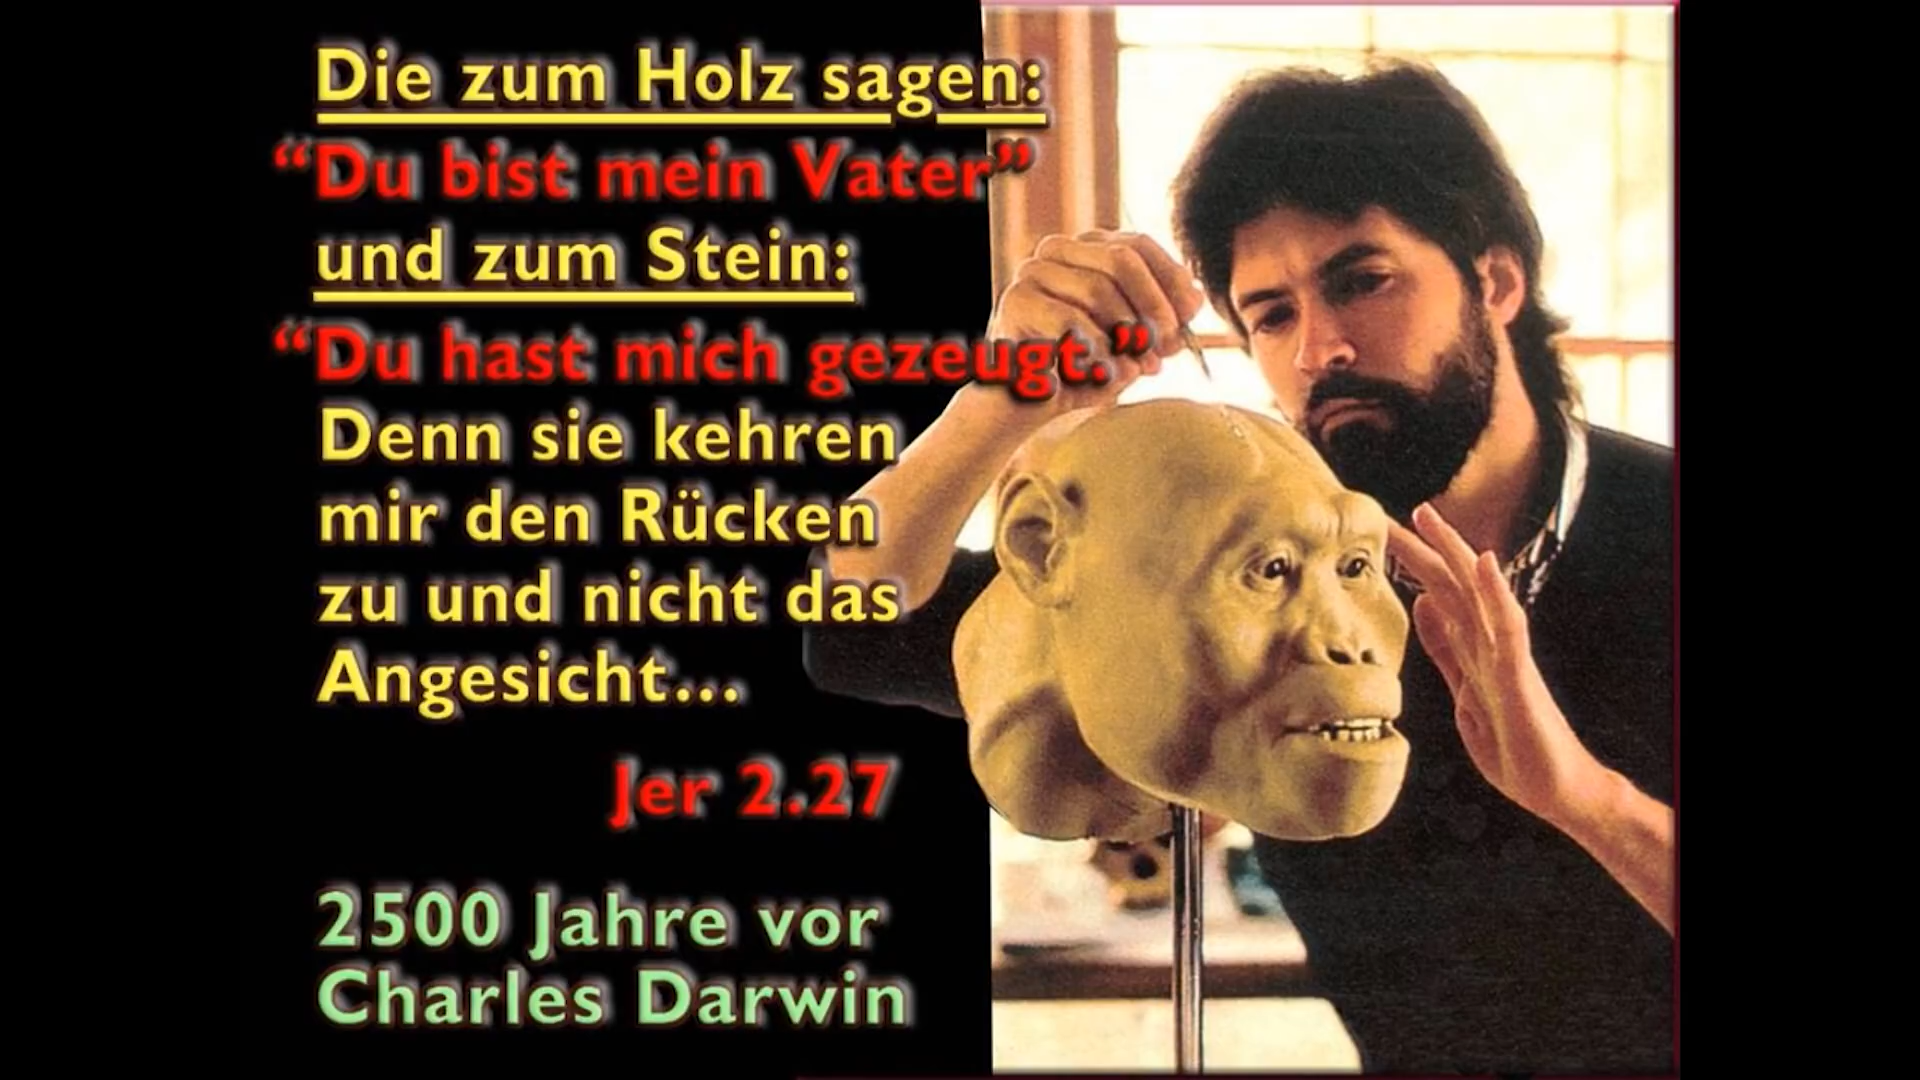 Die zum Holz sagen:
“Du bist mein Vater”
und zum Stein:
“Du hast mich gezeugt.”
Denn sie kehren
mir den Rücken
zu und nicht das
Angesicht...
Jer 2.27
2500 Jahre vor
Charles Darwin